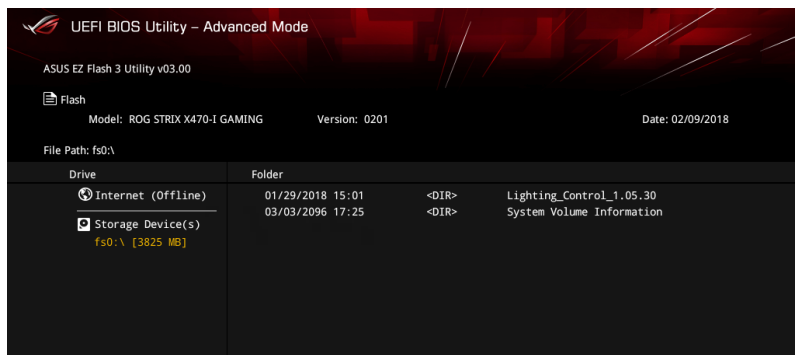 UEFI BIOS Utility – Advanced Mode
ASUS EZ Flash 3 Utility v03.00
Flash
Model: ROG STRIX X470-I GAMING Version: 0201 Date: 02/09/2018
File Path: fs0:\
Drive Folder
Internet (Offline) 01/29/2018 15:01 <DIR> Lighting_Control_1.05.30
03/03/2096 17:25 <DIR> System Volume Information
Storage Device(s)
fs0:\ [3825 MB]